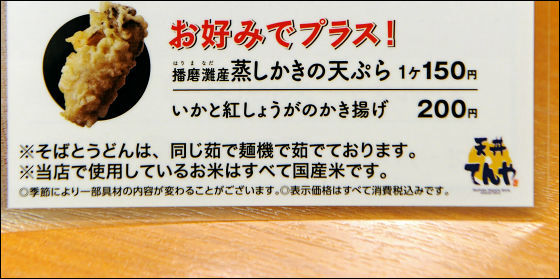 お好みでプラス!
はりまなだ
播磨灘産蒸しかきの天ぷら 1ケ150円
いかと紅しょうがのかき揚げ 200円
※そばとうどんは、同じ茹で麺機で茹でております。
※当店で使用しているお米はすべて国産米です。
◎季節により一部具材の内容が変わることがございます。◎表示価格はすべて消費税込みです。
天丼
てんや